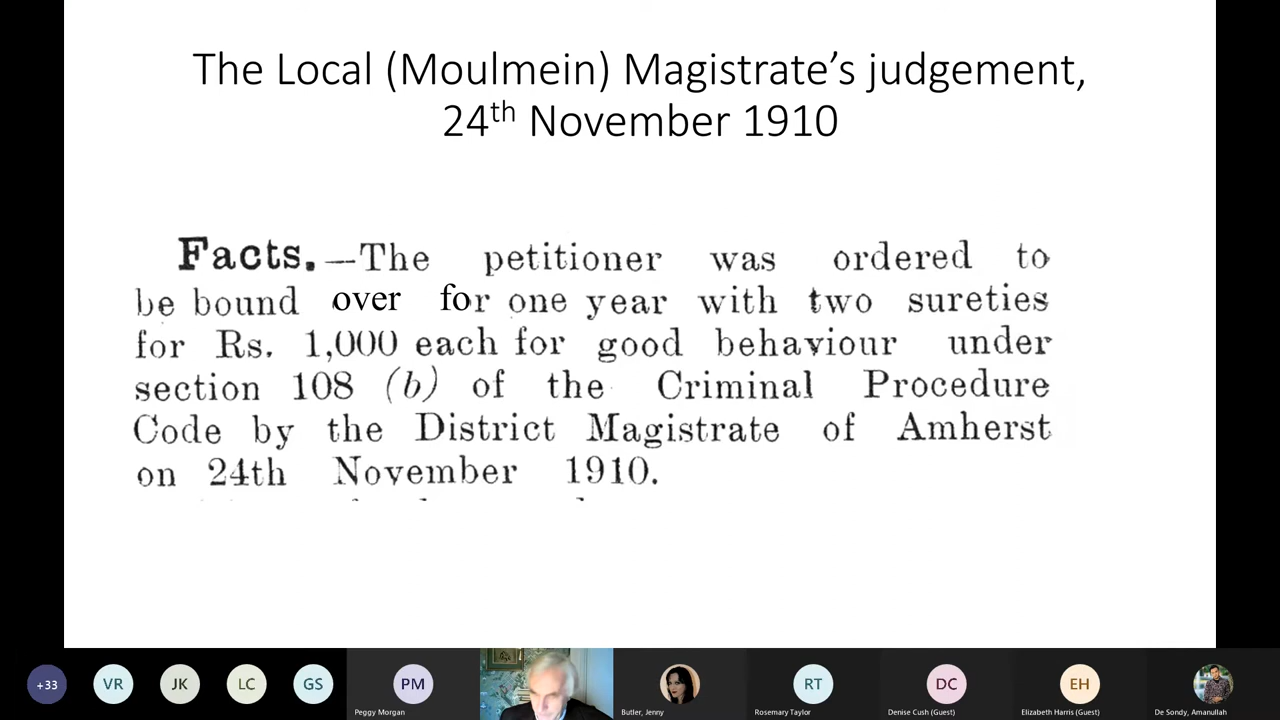 The Local (Moulmein) Magistrate’s judgement,
24th November 1910
Facts.—The petitioner was ordered to
be bound over for one year with two sureties
for Rs. 1,000 each for good behaviour under
section 108 (b) of the Criminal Procedure
Code by the District Magistrate of Amherst
on 24th November 1910.
+33 VR JK LC GS PM RT DC EH
Peggy Morgan Butler, Jenny Rosemary Taylor Denise Cush (Guest) Elizabeth Harris (Guest) De Sondy, Amanullah